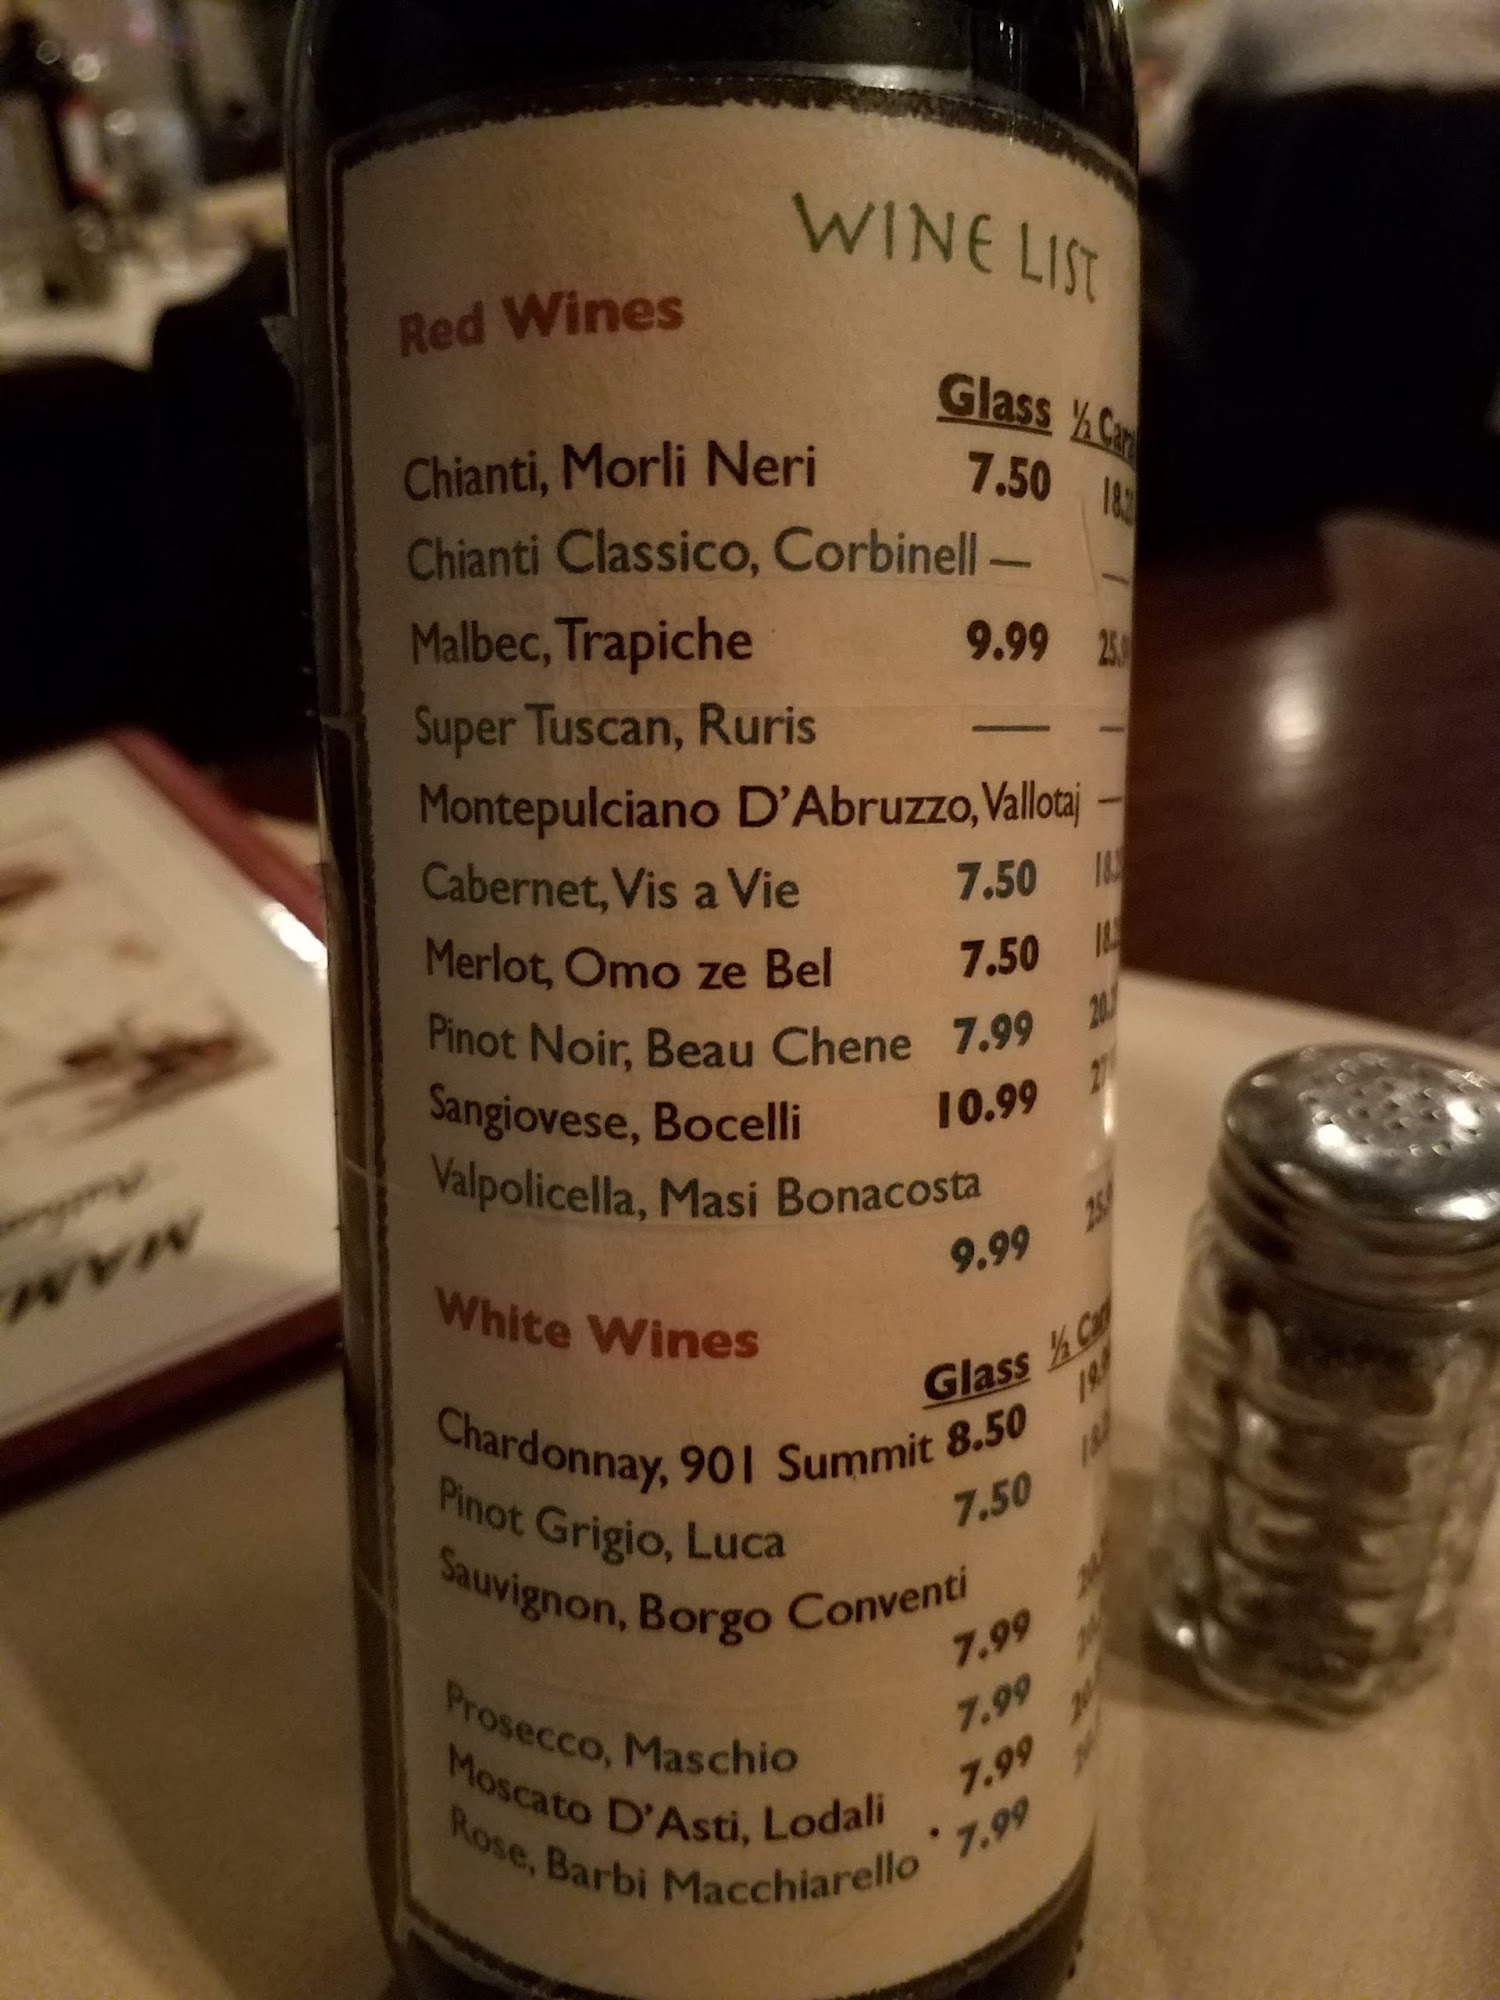 WINE LIST
Red Wines
Glass ½
Chianti, Morli Neri 7.50
Chianti Classico, Corbinell — —
Malbec, Trapiche 9.99
Super Tuscan, Ruris — —
Montepulciano D'Abruzzo, Vallotaj —
Cabernet, Vis a Vie 7.50
Merlot, Omo ze Bel 7.50
Pinot Noir, Beau Chene 7.99
Sangiovese, Bocelli 10.99
Valpolicella, Masi Bonacosta
9.99
White Wines
Glass ½
Chardonnay, 901 Summit 8.50
Pinot Grigio, Luca 7.50
Sauvignon, Borgo Conventi
7.99
Prosecco, Maschio 7.99
Moscato D'Asti, Lodali 7.99
Rose, Barbi Macchiarello 7.99